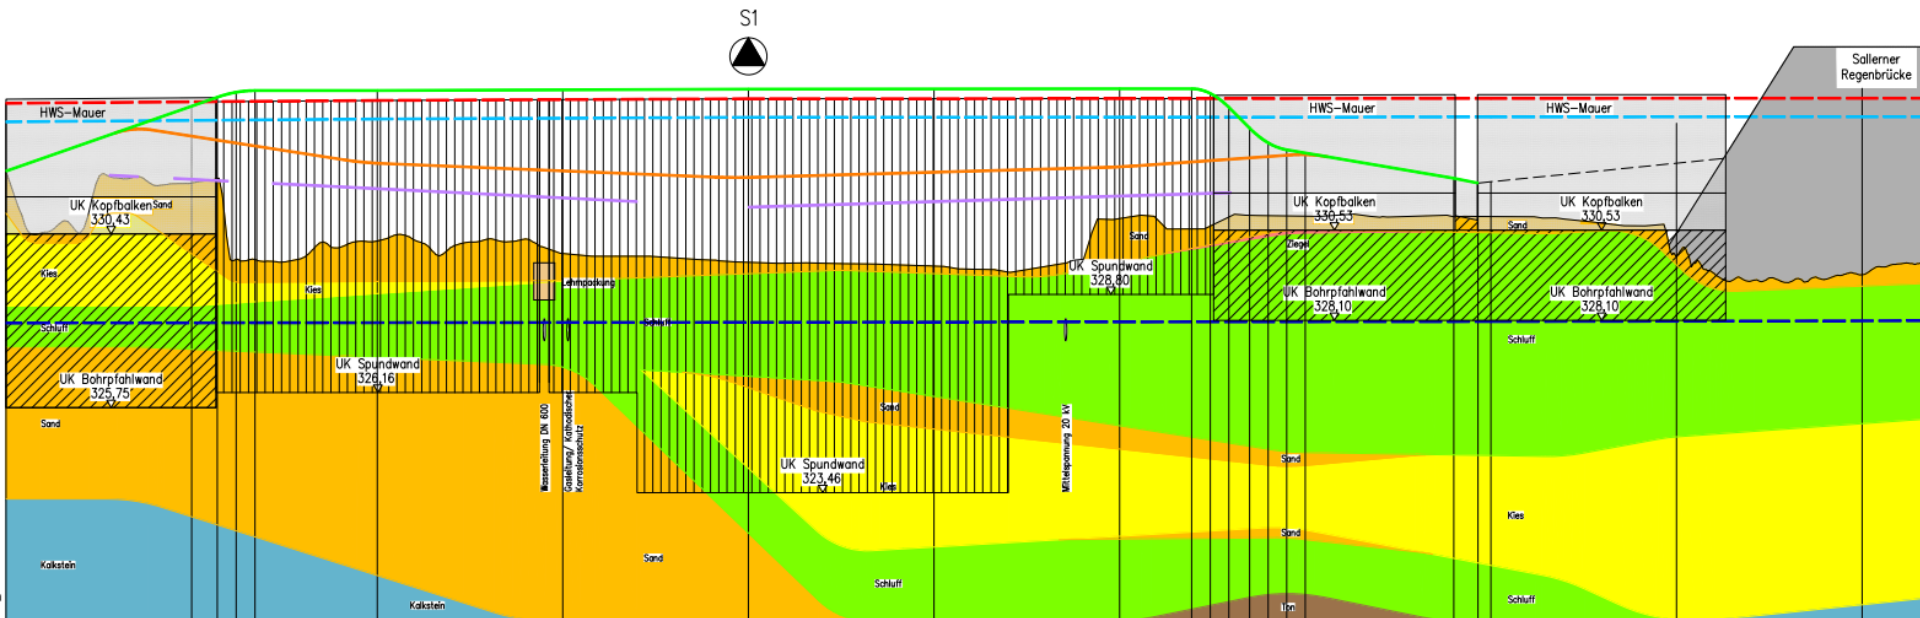 S1
Sallerner
Regenbrücke
HWS-Mauer
HWS-Mauer
HWS-Mauer
UK Kopfbalken
330,43
Sand
UK Kopfbalken
330,53
UK Kopfbalken
330,53
Sand
Sand
Ziegel
Kies
Kies
Lehmpackung
UK Spundwand
328,80
UK Bohrpfahlwand
328,10
UK Bohrpfahlwand
328,10
Schluff
Schluff
Schluff
UK Spundwand
326,16
UK Bohrpfahlwand
325,75
Sand
Sand
Wasserleitung DN 600
Gasleitung/ Kathodischer
Korrosionsschutz
Mittelspannung 20 kV
UK Spundwand
323,46
Kies
Sand
Kies
Sand
Sand
Kalkstein
Schluff
Kalkstein
Ton
Schluff